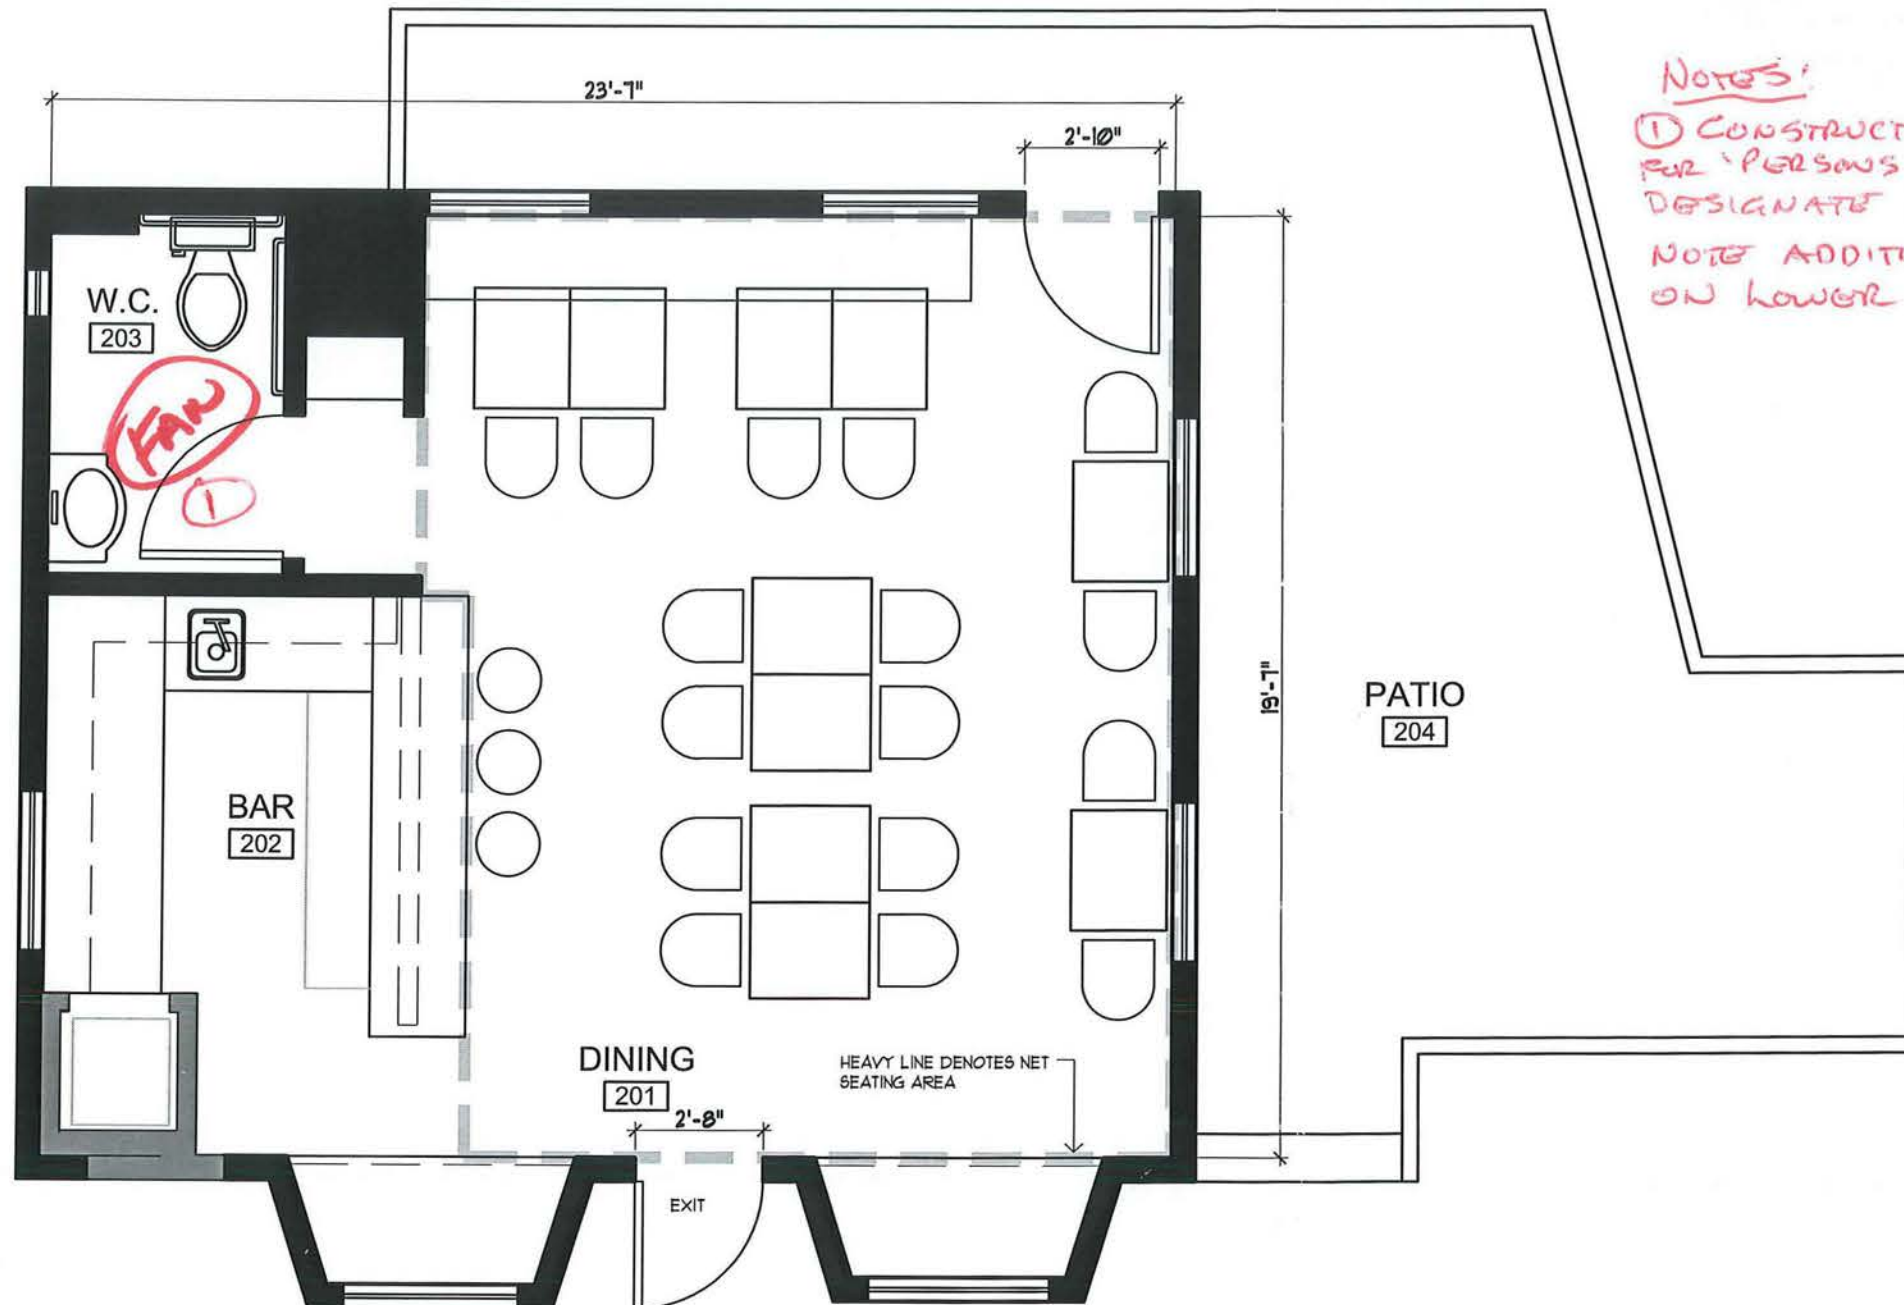 23'-7"
2'-10"
NOTES:
① CONSTRUCT
FOR "PERSONS
DESIGNATE
NOTE ADDIT
ON LOWER
W.C.
203
FAN
①
19'-7"
PATIO
204
BAR
202
DINING
201
HEAVY LINE DENOTES NET
SEATING AREA
2'-8"
EXIT